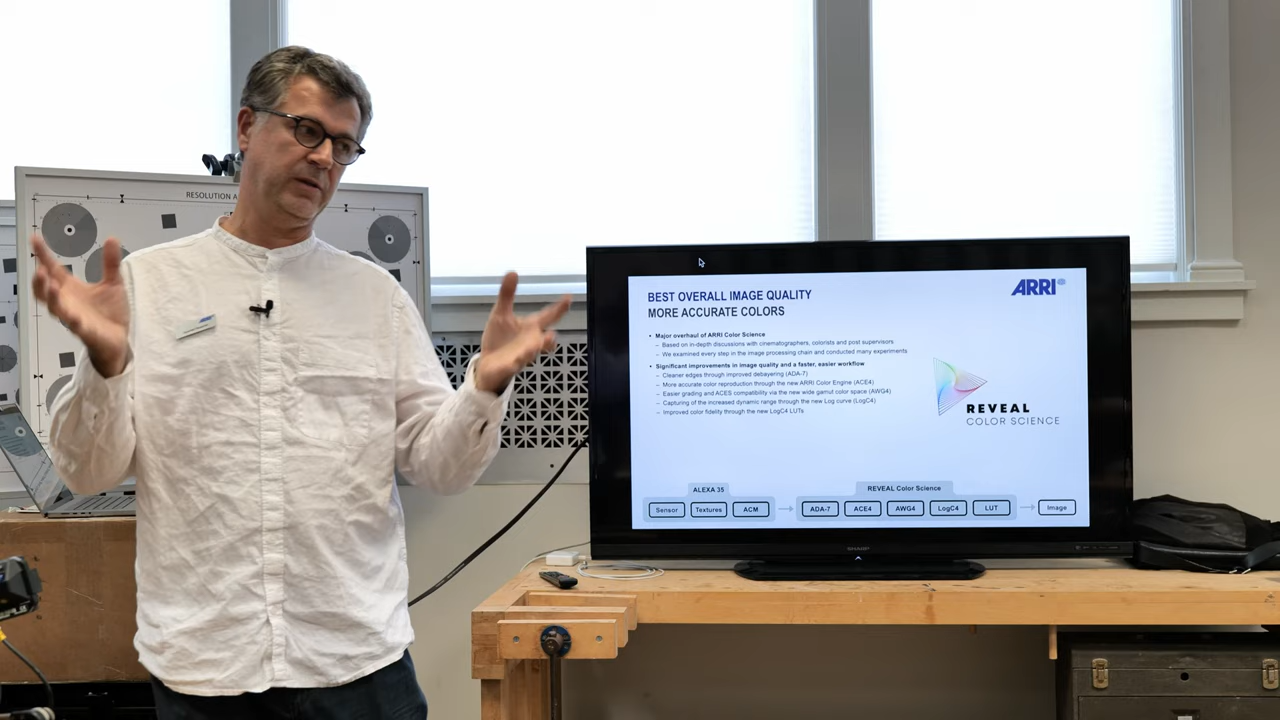 RESOLUTION A
ARRI
BEST OVERALL IMAGE QUALITY
MORE ACCURATE COLORS
• Major overhaul of ARRI Color Science
– Based on in-depth discussions with cinematographers, colorists and post supervisors
– We examined every step in the image processing chain and conducted many experiments
• Significant improvements in image quality and a faster, easier workflow
– Cleaner edges through improved debayering (ADA-7)
– More accurate color reproduction through the new ARRI Color Engine (ACE4)
– Easier grading and ACES compatibility via the new wide gamut color space (AWG4)
– Capturing of the increased dynamic range through the new Log curve (LogC4)
– Improved color fidelity through the new LogC4 LUTs
REVEAL
COLOR SCIENCE
ALEXA 35
Sensor Textures ACM
REVEAL Color Science
ADA-7 ACE4 AWG4 LogC4 LUT
Image
SHARP